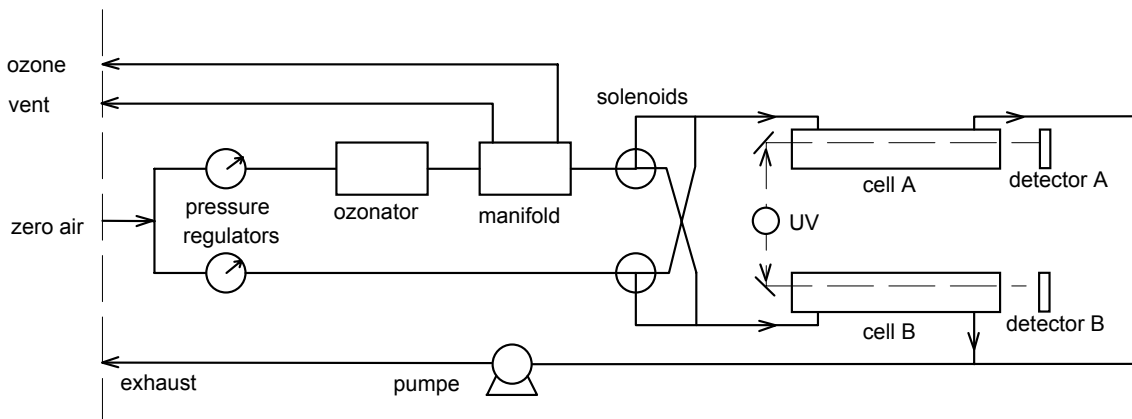 ozone
vent
solenoids
cell A
detector A
pressure
regulators
ozonator
manifold
zero air
UV
cell B
detector B
exhaust
pumpe